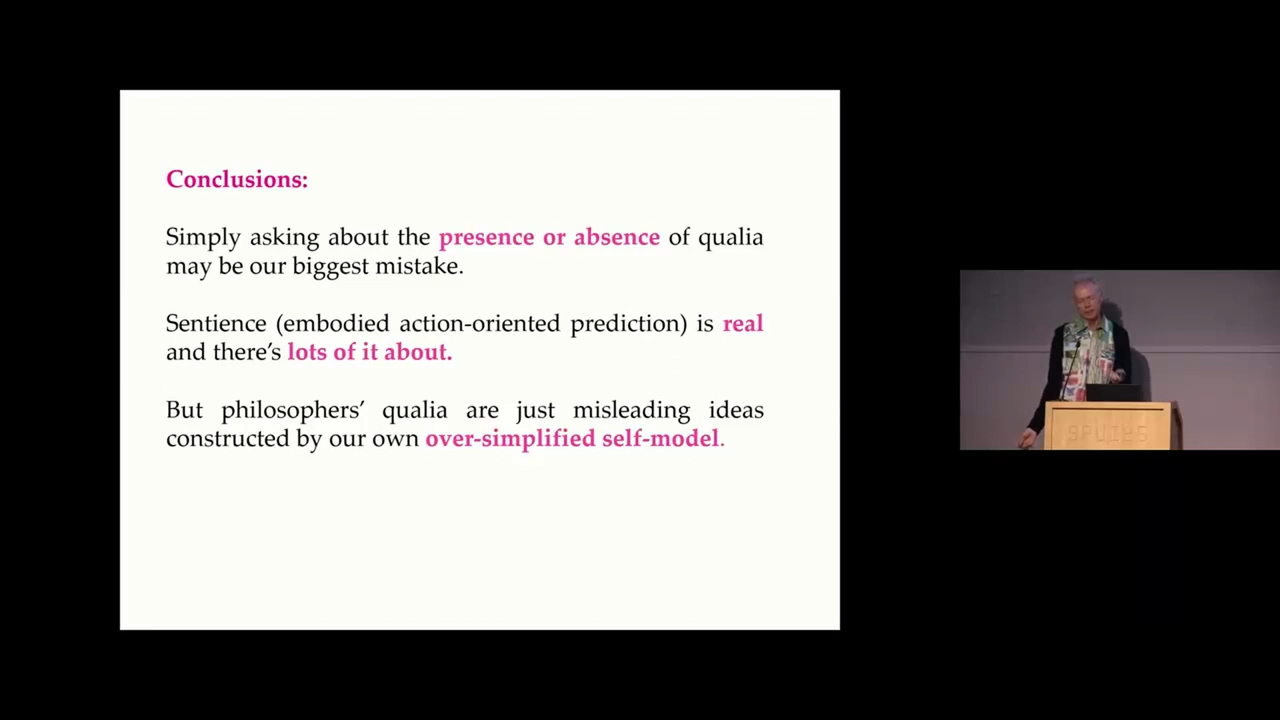 Conclusions:
Simply asking about the presence or absence of qualia
may be our biggest mistake.
Sentience (embodied action-oriented prediction) is real
and there's lots of it about.
But philosophers' qualia are just misleading ideas
constructed by our own over-simplified self-model.